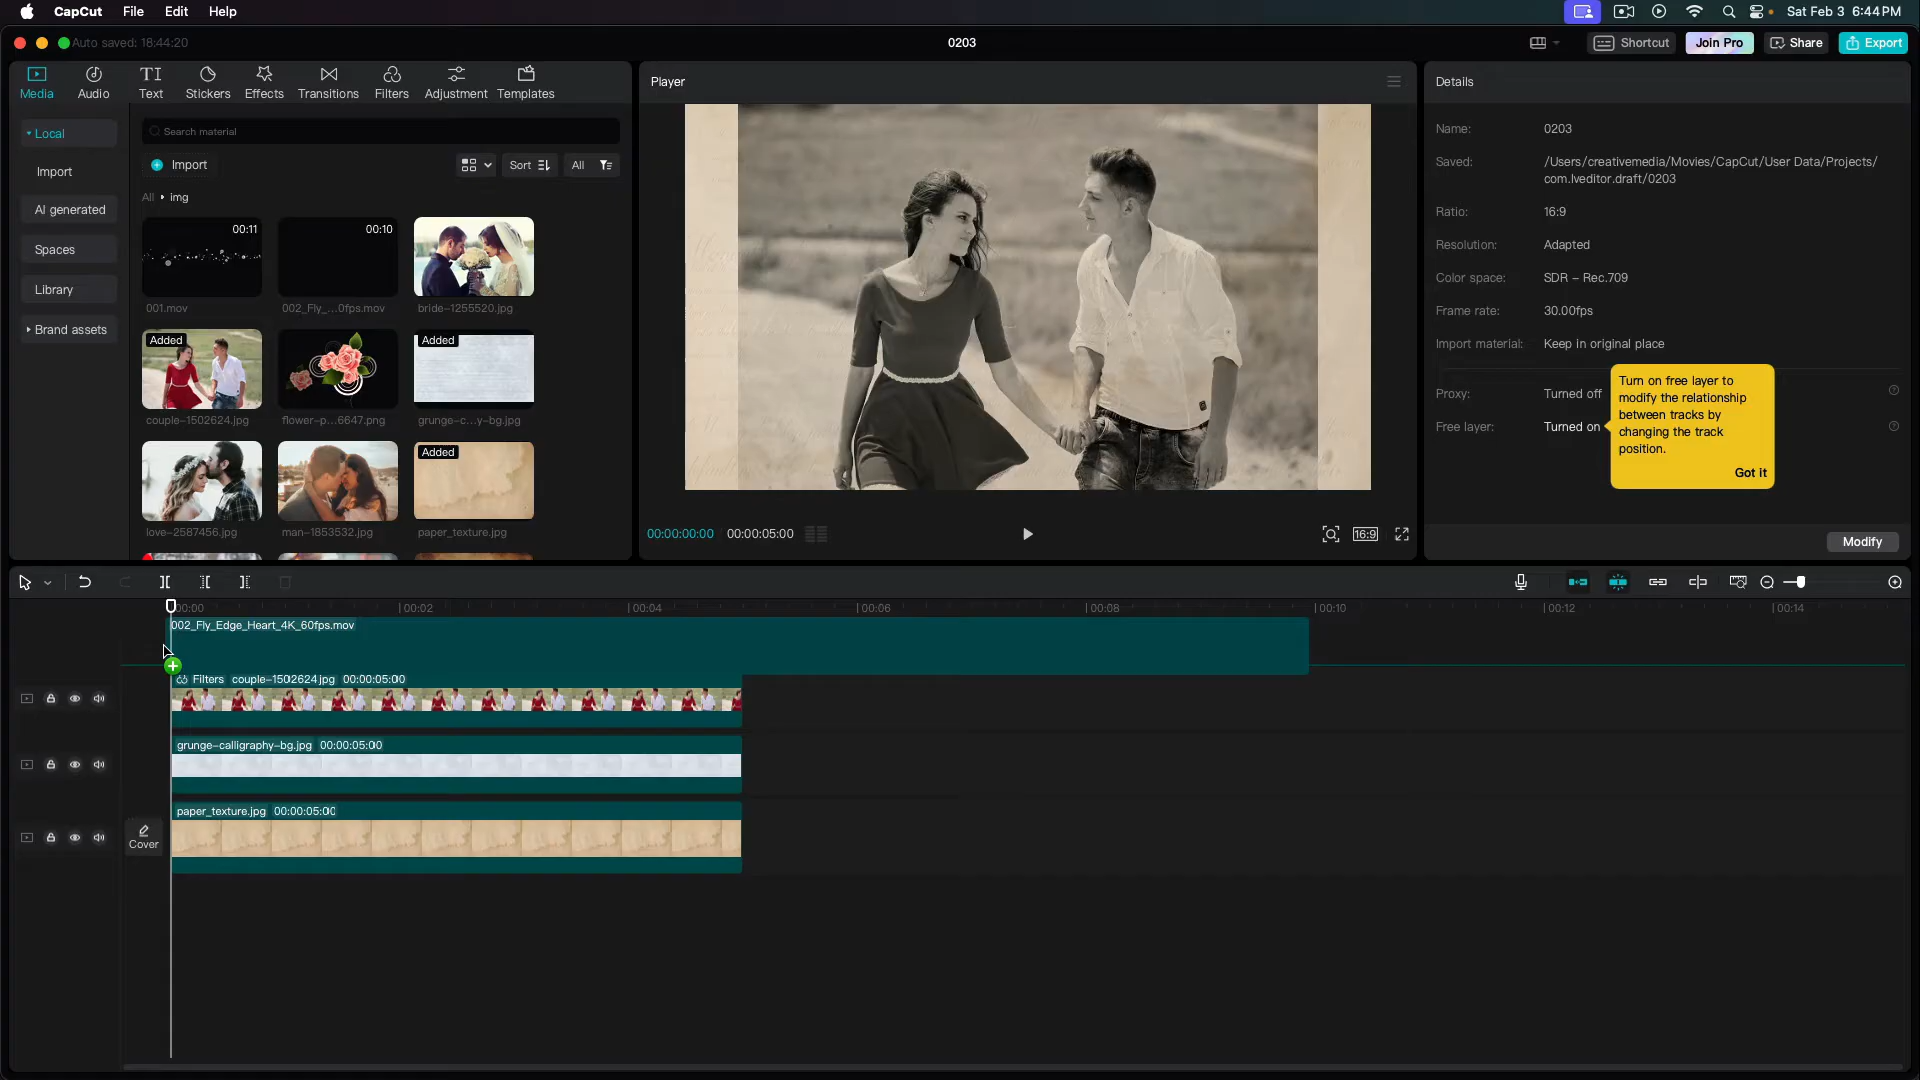 CapCut File Edit Help
Sat Feb 3 6:44 PM
Auto saved: 18:44:20
0203
Shortcut
Join Pro
Share
Export
Media
Audio
Text
Stickers
Effects
Transitions
Filters
Adjustment
Templates
Local
Import
AI generated
Spaces
Library
Brand assets
Search material
Import
Sort
All
All img
00:11
00:10
001.mov
002_Fly_...0fps.mov
bride-1255520.jpg
Added
Added
couple-1502624.jpg
flower-p...6647.png
grunge-c...y-bg.jpg
Added
love-2587456.jpg
man-1853532.jpg
paper_texture.jpg
Player
00:00:00:00
00:00:05:00
16:9
Details
Name: 0203
Saved: /Users/creativemedia/Movies/CapCut/User Data/Projects/
com.lveditor.draft/0203
Ratio: 16:9
Resolution: Adapted
Color space: SDR – Rec.709
Frame rate: 30.00fps
Import material: Keep in original place
Proxy: Turned off
Free layer: Turned on
Turn on free layer to
modify the relationship
between tracks by
changing the track
position.
Got it
Modify
00:00
00:02
00:04
00:06
00:08
00:10
00:12
00:14
002_Fly_Edge_Heart_4K_60fps.mov
Filters couple-1502624.jpg 00:00:05:00
grunge-calligraphy-bg.jpg 00:00:05:00
paper_texture.jpg 00:00:05:00
Cover